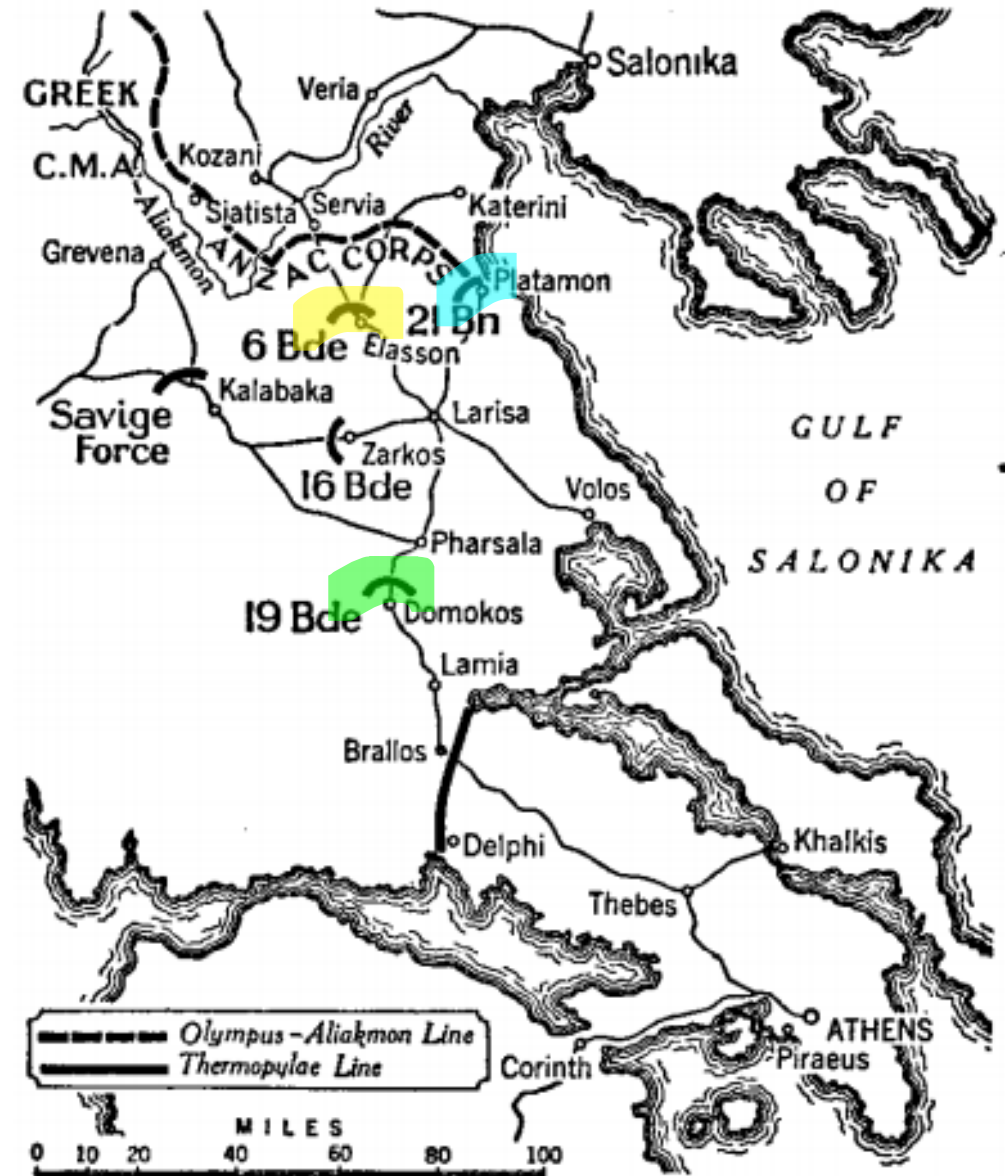 Salonika
Veria
River
GREEK
C.M.A.
Kozani
Siatista
Servia
Katerini
Aliakmon
Grevena
ANZAC CORPS
Platamon
21 Bn
6 Bde
Elasson
Kalabaka
Savige
Force
Larisa
Zarkos
16 Bde
Volos
GULF
OF
SALONIKA
Pharsala
19 Bde
Domokos
Lamia
Brallos
Delphi
Khalkis
Thebes
Olympus-Aliakmon Line
Thermopylae Line
ATHENS
Piraeus
Corinth
MILES
0 10 20 40 60 80 100